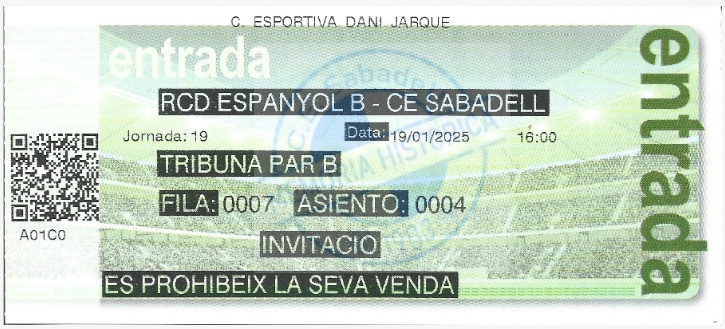 C. ESPORTIVA DANI JARQUE
entrada
RCD ESPANYOL B - CE SABADELL
Jornada: 19 Data: 19/01/2025 16:00
TRIBUNA PAR B
FILA: 0007 ASIENTO: 0004
INVITACIO
ES PROHIBEIX LA SEVA VENDA
A01C0
entrada